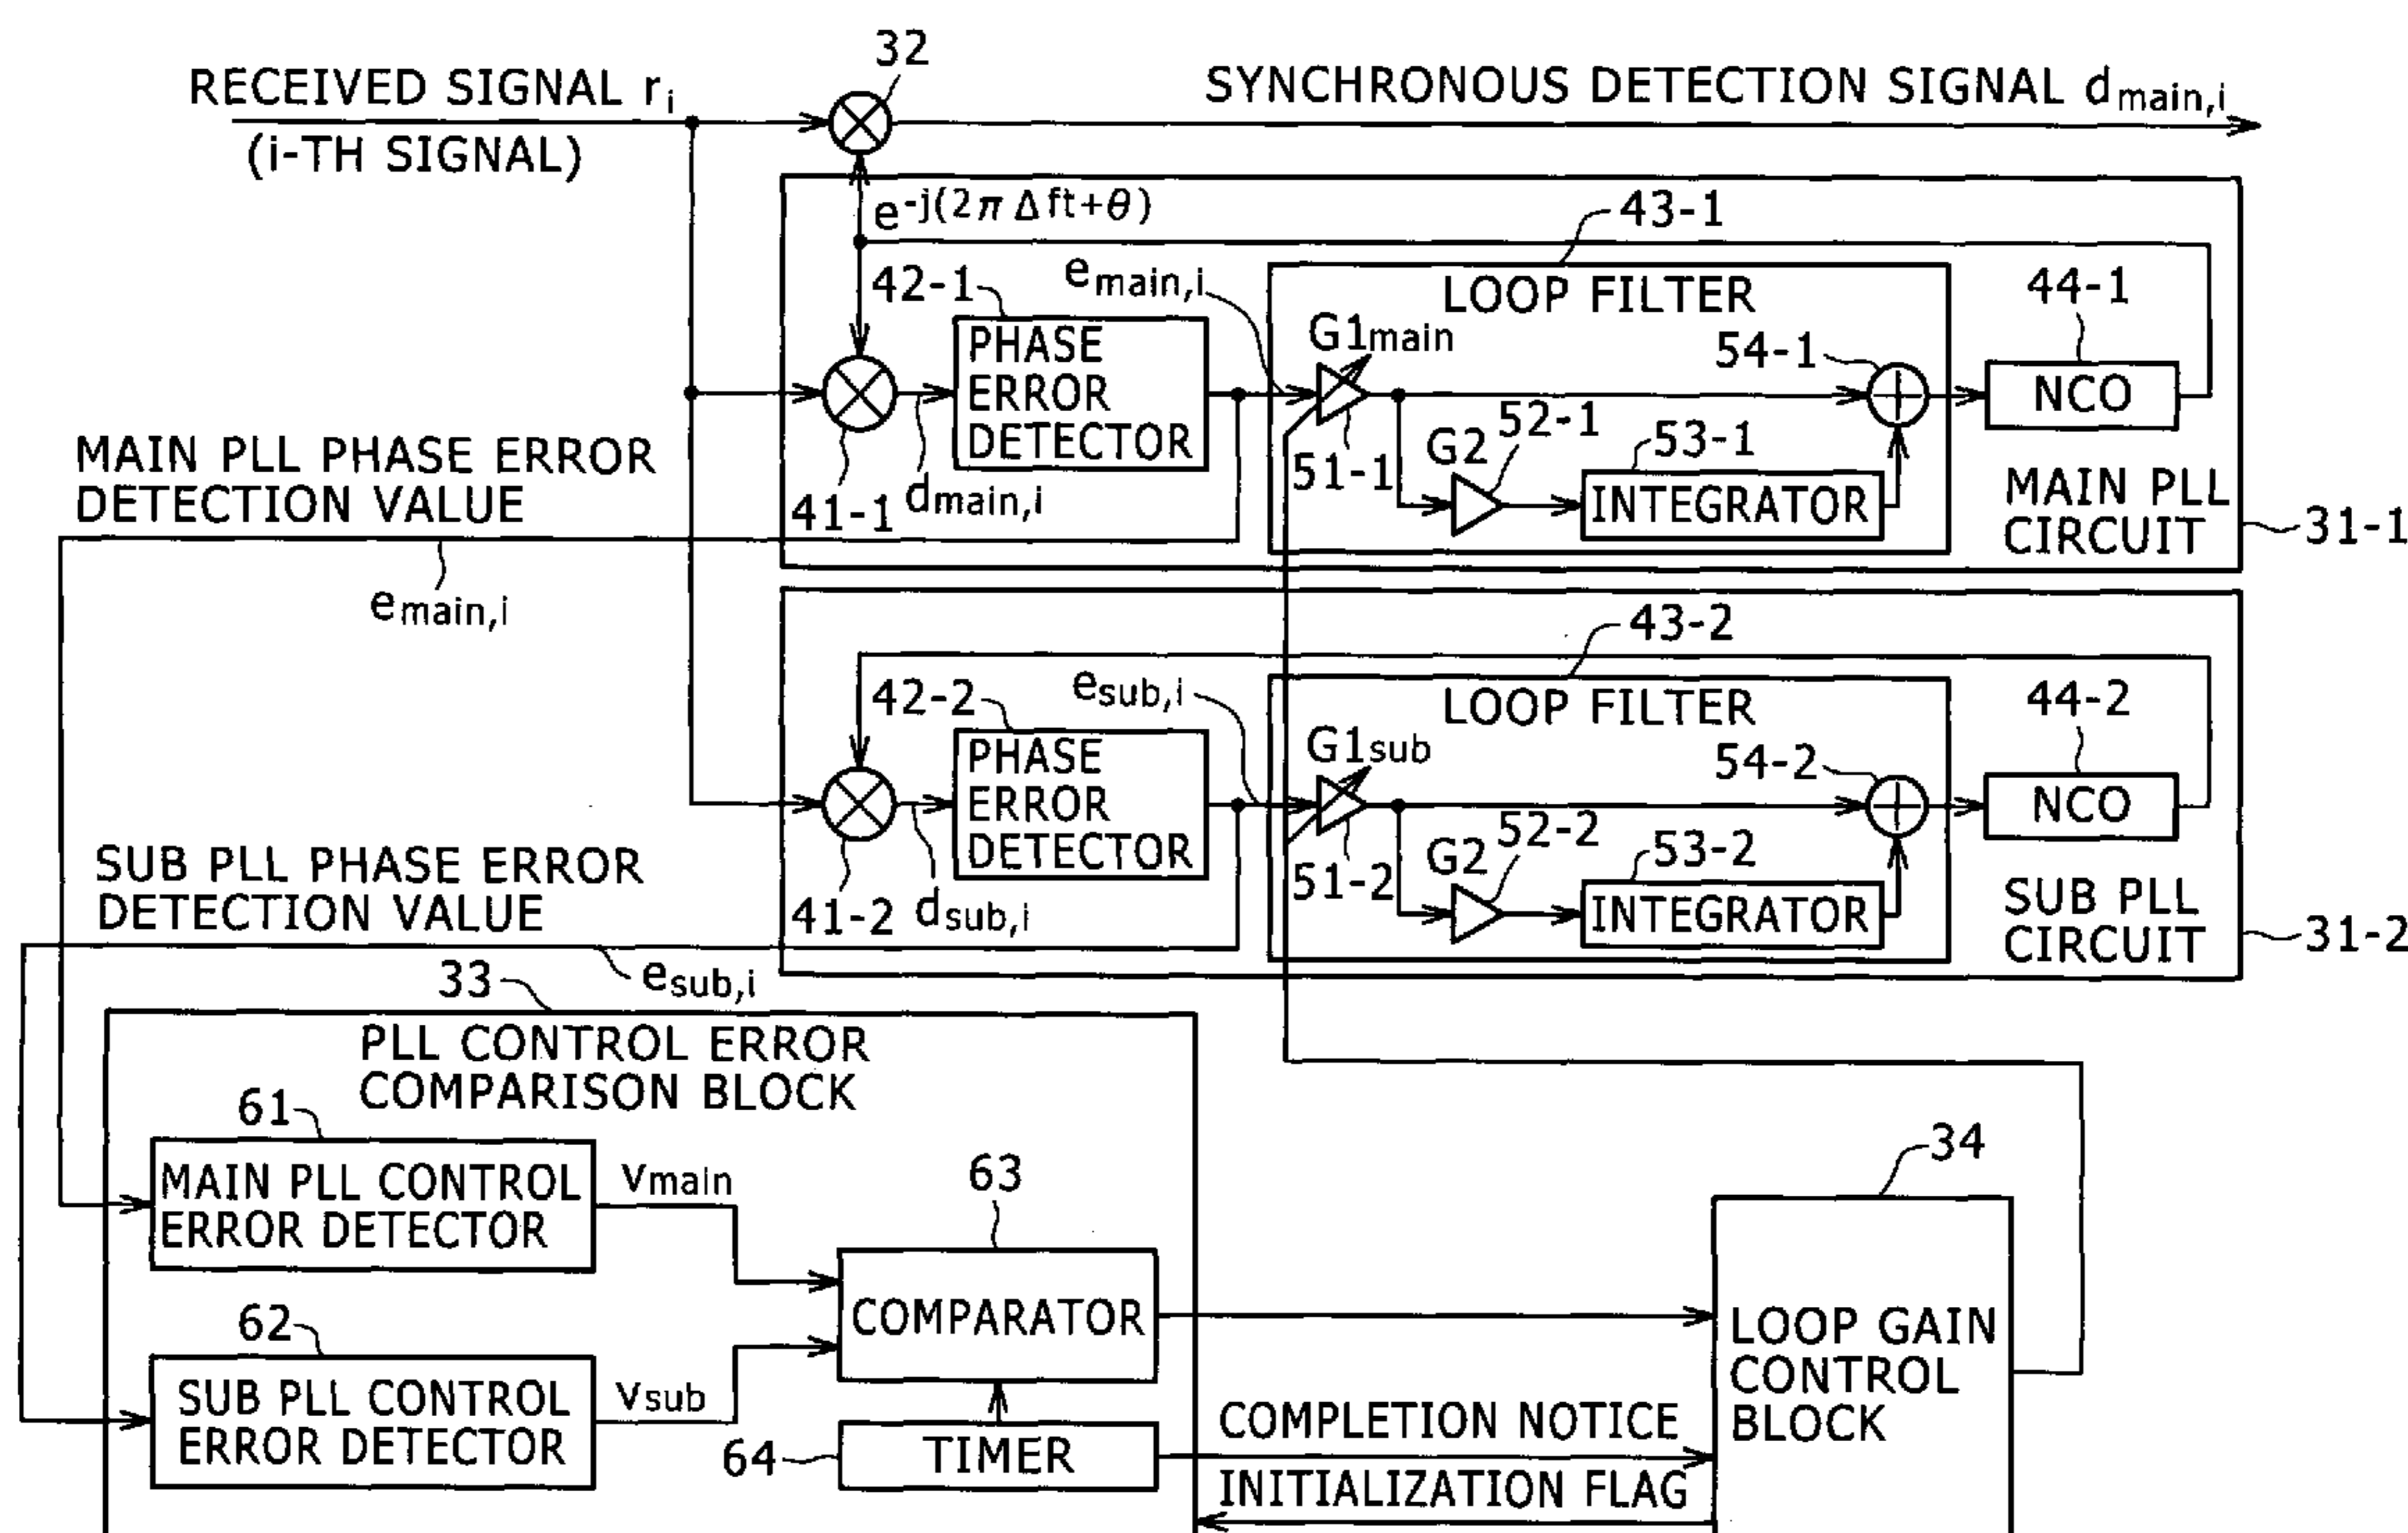 32
RECEIVED SIGNAL ri
(i-TH SIGNAL)
SYNCHRONOUS DETECTION SIGNAL dmain,i
e-j(2π Δft+θ)
43-1
42-1
emain,i
LOOP FILTER
44-1
G1main
54-1
PHASE
ERROR
DETECTOR
NCO
G2
52-1
53-1
51-1
INTEGRATOR
41-1
dmain,i
MAIN PLL
CIRCUIT
31-1
MAIN PLL PHASE ERROR
DETECTION VALUE
emain,i
43-2
42-2
esub,i
LOOP FILTER
44-2
G1sub
54-2
PHASE
ERROR
DETECTOR
NCO
G2
52-2
53-2
51-2
INTEGRATOR
41-2
dsub,i
SUB PLL
CIRCUIT
31-2
SUB PLL PHASE ERROR
DETECTION VALUE
esub,i
33
PLL CONTROL ERROR
COMPARISON BLOCK
61
MAIN PLL CONTROL
ERROR DETECTOR
vmain
63
COMPARATOR
62
SUB PLL CONTROL
ERROR DETECTOR
vsub
64
TIMER
34
LOOP GAIN
CONTROL
BLOCK
COMPLETION NOTICE
INITIALIZATION FLAG